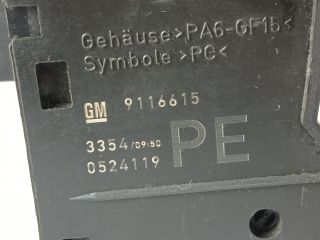 Gehäuse>PA6-GF15<
Symbole >PC<
GM 9116615
3354/09:50 PE
0524119